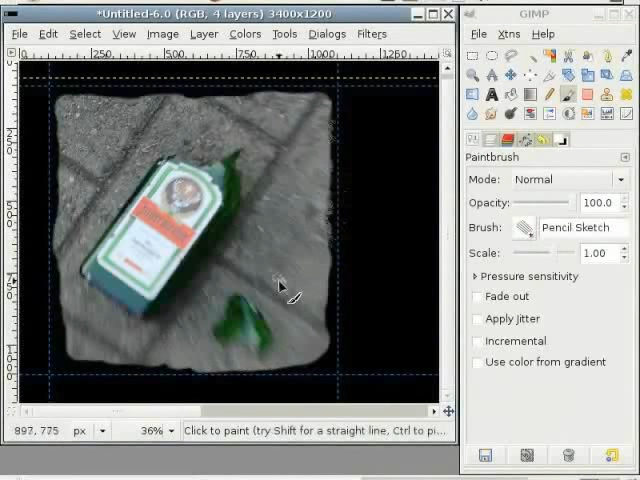 *Untitled-6.0 (RGB, 4 layers) 3400x1200
File Edit Select View Image Layer Colors Tools Dialogs Filters
0 250 500 750 1000 1250
897, 775 px 36% Click to paint (try Shift for a straight line, Ctrl to pi...
GIMP
File Xtns Help
Paintbrush
Mode: Normal
Opacity: 100.0
Brush: Pencil Sketch
Scale: 1.00
Pressure sensitivity
Fade out
Apply Jitter
Incremental
Use color from gradient